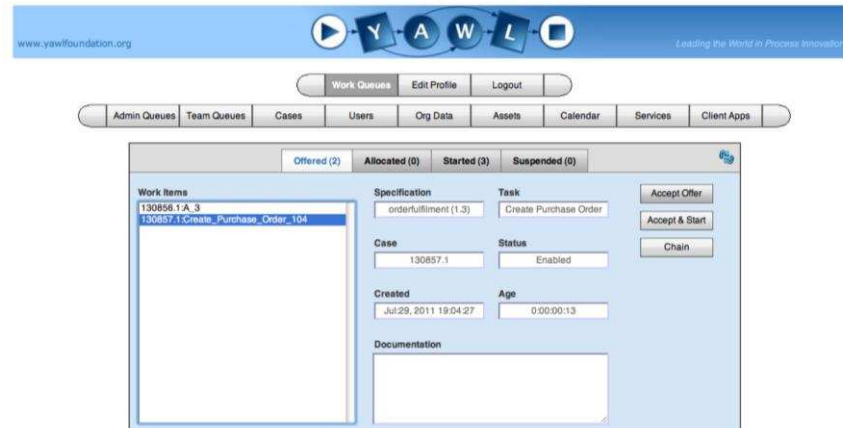 YAWL
www.yawlfoundation.org
Leading the World in Process Innovation
Work Queues Edit Profile Logout
Admin Queues Team Queues Cases Users Org Data Assets Calendar Services Client Apps
Offered (2) Allocated (0) Started (3) Suspended (0)
Work Items
130856.1:A_3
130857.1:Create_Purchase_Order_104
Specification Task
orderfulfilment (1.3) Create Purchase Order
Case Status
130857.1 Enabled
Created Age
Jul:29, 2011 19:04:27 0:00:00:13
Documentation
Accept Offer
Accept & Start
Chain